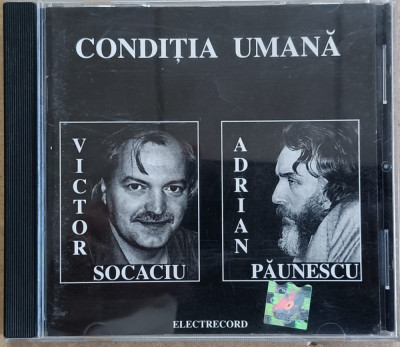 CONDIȚIA UMANĂ
VICTOR
SOCACIU
ADRIAN
PĂUNESCU
ELECTRECORD